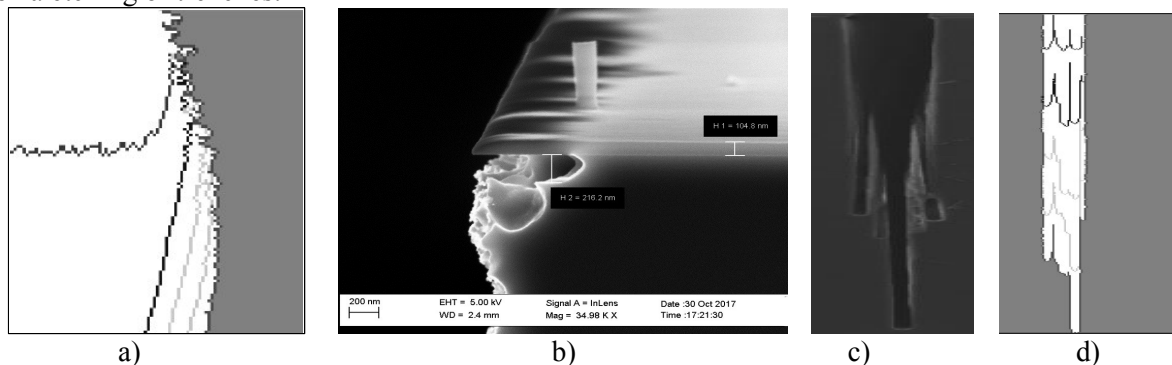 H 1 = 104.8 nm
H 2 = 216.2 nm
200 nm
EHT = 5.00 kV
Signal A = InLens
Date :30 Oct 2017
WD = 2.4 mm
Mag = 34.98 K X
Time :17:21:30
a)
b)
c)
d)